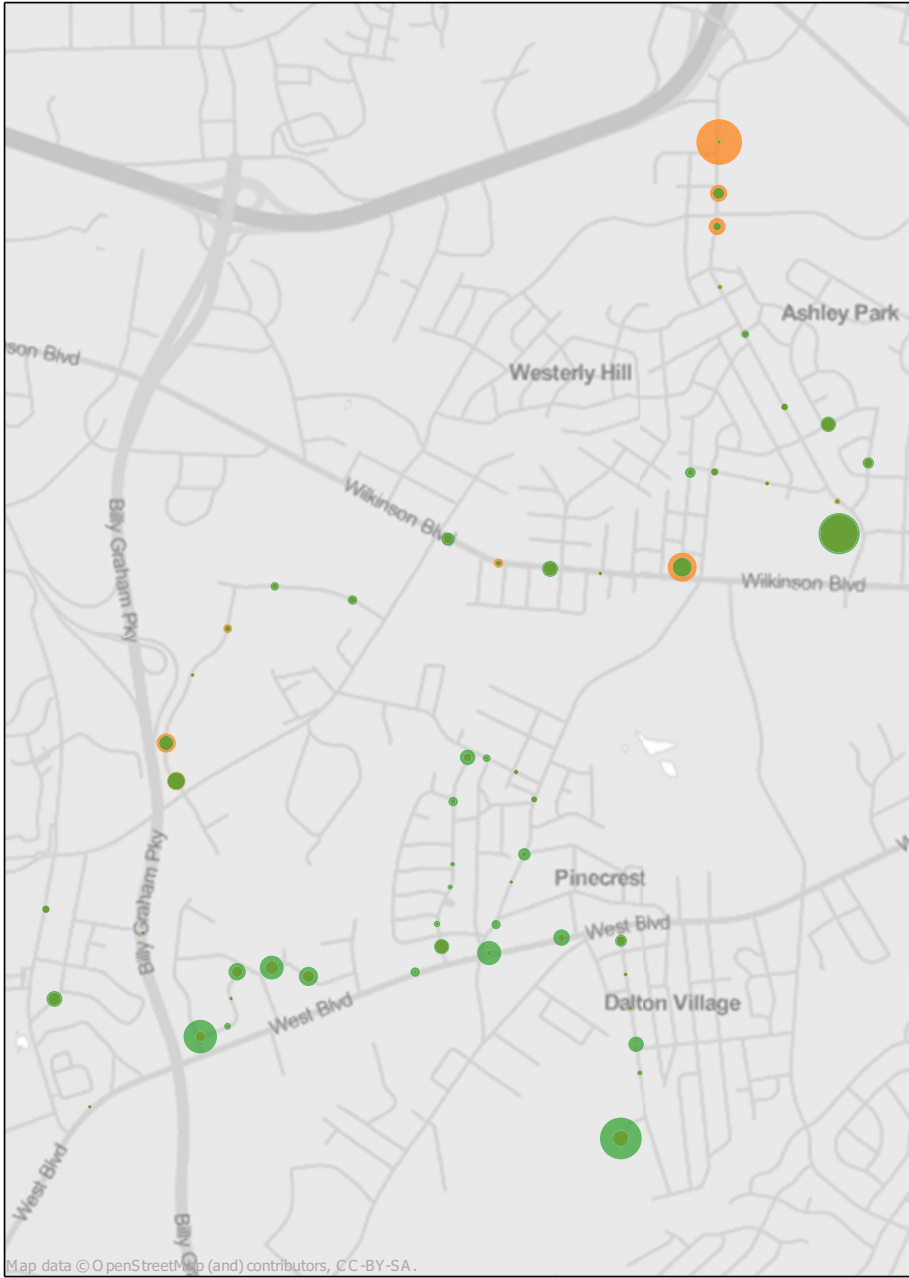 Ashley Park
son Blvd
Westerly Hill
Wilkinson Blvd
Billy Graham Pky
Wilkinson Blvd
Pinecrest
Billy Graham Pky
West Blvd
Dalton Village
West Blvd
West Blvd
Billy Gr
Map data © OpenStreetMap (and) contributors, CC-BY-SA.